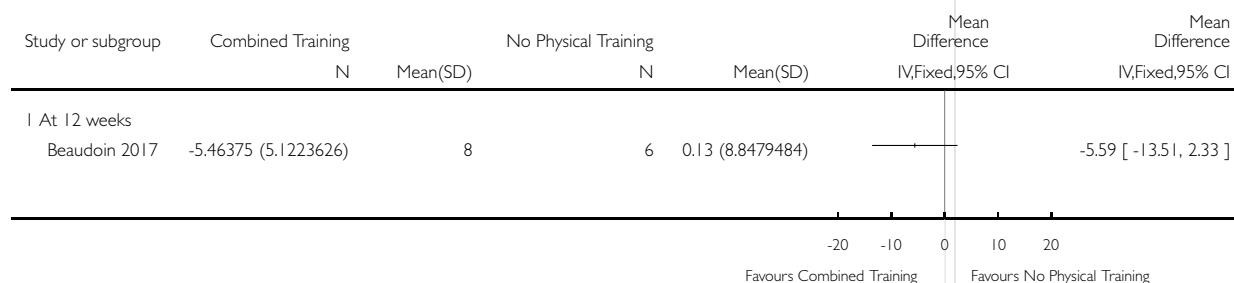 Mean Mean
Study or subgroup Combined Training No Physical Training Difference Difference
N Mean(SD) N Mean(SD) IV,Fixed,95% CI IV,Fixed,95% CI
1 At 12 weeks
Beaudoin 2017 -5.46375 (5.1223626) 8 6 0.13 (8.8479484) -5.59 [ -13.51, 2.33 ]
-20 -10 0 10 20
Favours Combined Training Favours No Physical Training